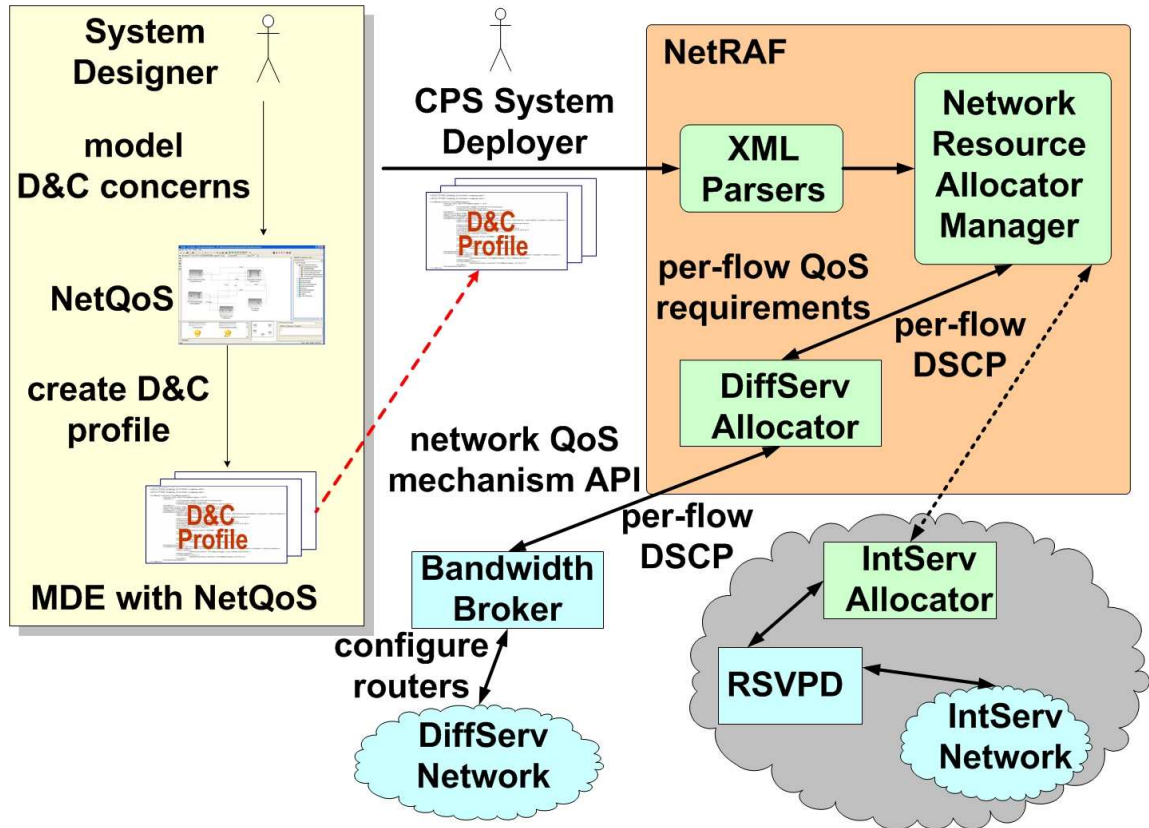 System
Designer
model
D&C concerns
NetQoS
create D&C
profile
D&C
Profile
MDE with NetQoS
CPS System
Deployer
D&C
Profile
NetRAF
XML
Parsers
Network
Resource
Allocator
Manager
per-flow QoS
requirements
per-flow
DSCP
DiffServ
Allocator
network QoS
mechanism API
per-flow
DSCP
Bandwidth
Broker
configure
routers
DiffServ
Network
IntServ
Allocator
RSVPD
IntServ
Network